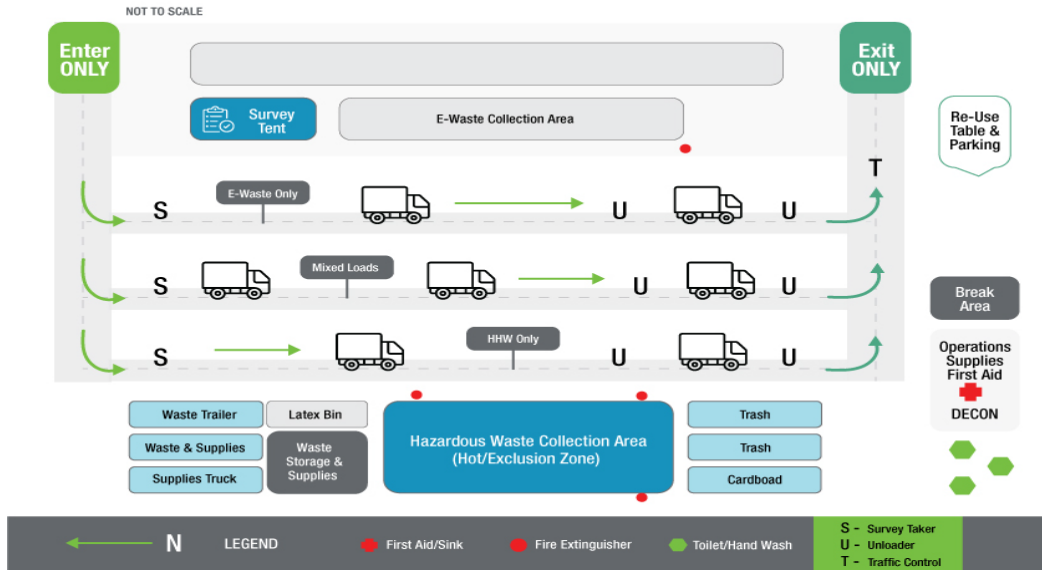 NOT TO SCALE
Enter
ONLY
Exit
ONLY
Survey
Tent
E-Waste Collection Area
Re-Use
Table &
Parking
T
S
E-Waste Only
U
U
S
Mixed Loads
U
U
Break
Area
S
HHW Only
U
U
Operations
Supplies
First Aid
DECON
Waste Trailer
Latex Bin
Trash
Waste & Supplies
Waste
Storage &
Supplies
Hazardous Waste Collection Area
(Hot/Exclusion Zone)
Trash
Supplies Truck
Cardboad
N
LEGEND
First Aid/Sink
Fire Extinguisher
Toilet/Hand Wash
S - Survey Taker
U - Unloader
T - Traffic Control